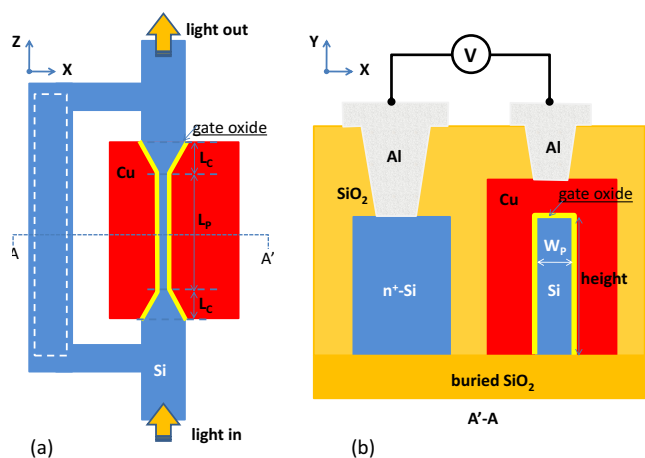 Z
X
light out
gate oxide
Cu
L_C
L_P
A
A'
L_C
Si
light in
(a)
Y
X
V
Al
Al
SiO₂
Cu
gate oxide
W_P
n⁺-Si
Si
height
buried SiO₂
A'-A
(b)